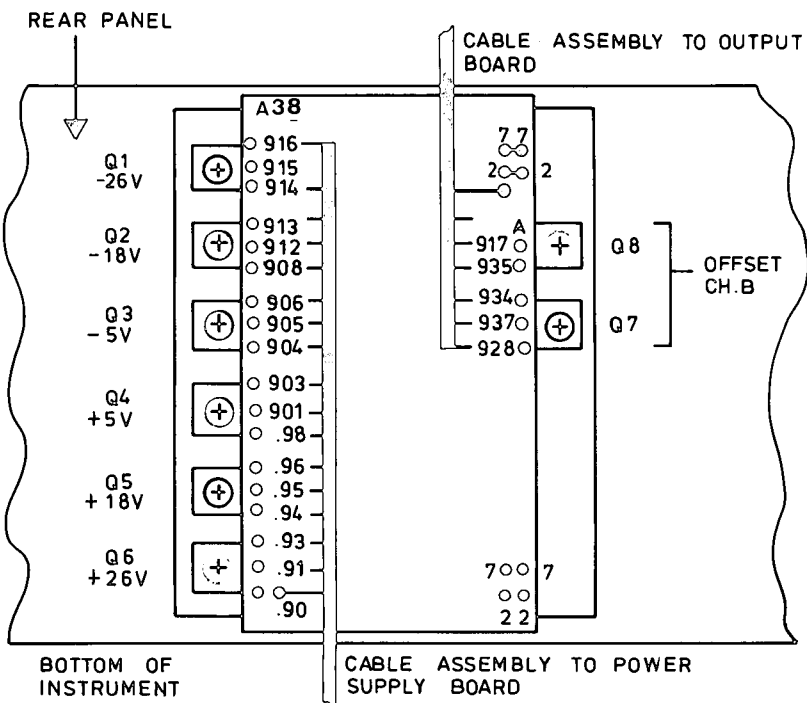 REAR PANEL
CABLE ASSEMBLY TO OUTPUT
BOARD
A38
Q1
-26V
916
915
914
7 7
2 2
Q2
-18V
913
912
908
A
917
935
Q8
OFFSET
CH.B
Q3
-5V
906
905
904
934
937
928
Q7
Q4
+5V
903
901
.98
Q5
+18V
.96
.95
.94
Q6
+26V
.93
.91
.90
7 7
2 2
BOTTOM OF
INSTRUMENT
CABLE ASSEMBLY TO POWER
SUPPLY BOARD